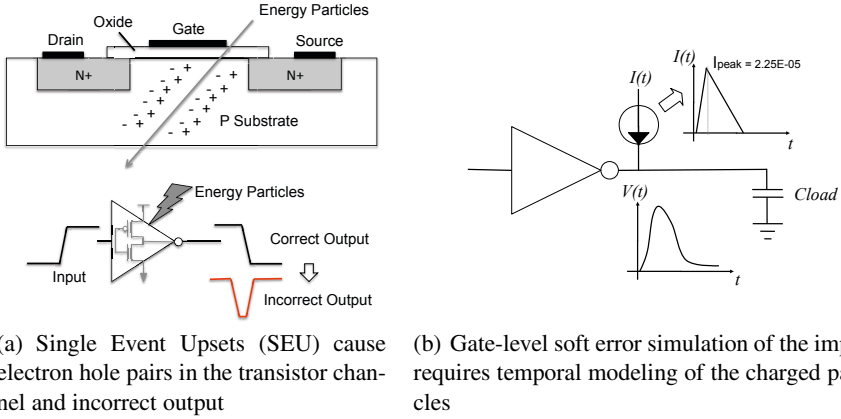 Energy Particles
Oxide
Gate
Drain
Source
N+
N+
- - - - - - - - - -
+ + + + + + + + + +
P Substrate
Energy Particles
Input
Correct Output
Incorrect Output
(a) Single Event Upsets (SEU) cause
electron hole pairs in the transistor chan-
nel and incorrect output
I(t)
Ipeak = 2.25E-05
t
I(t)
Cload
V(t)
t
(b) Gate-level soft error simulation of the imp
requires temporal modeling of the charged pa
cles